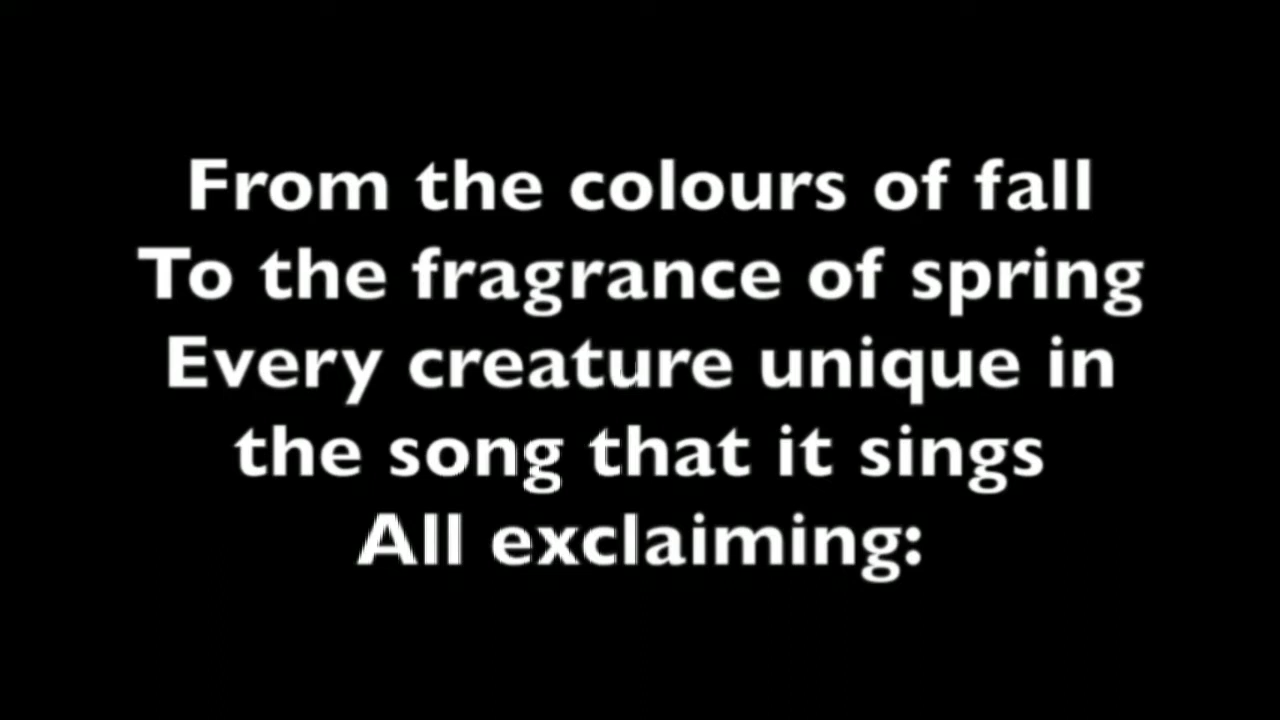 From the colours of fall
To the fragrance of spring
Every creature unique in
the song that it sings
All exclaiming: